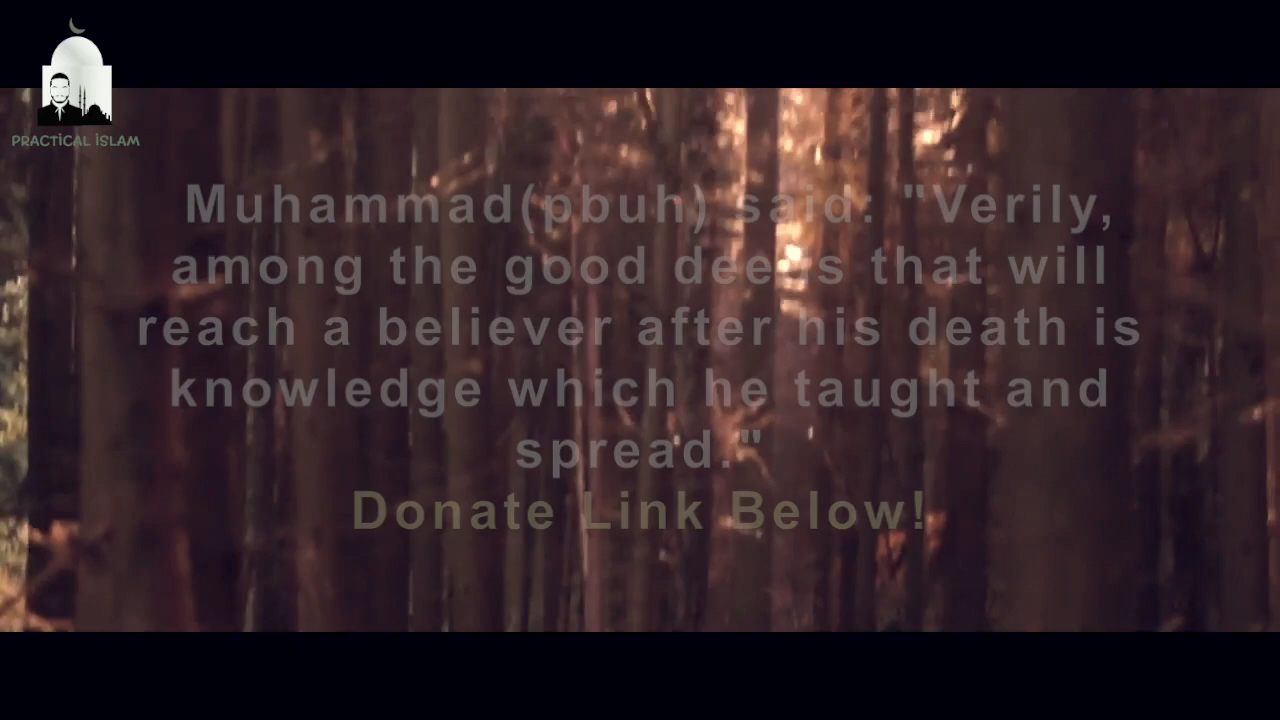 PRACTICAL ISLAM
Muhammad(pbuh) said: "Verily,
among the good deeds that will
reach a believer after his death is
knowledge which he taught and
spread."
Donate Link Below!